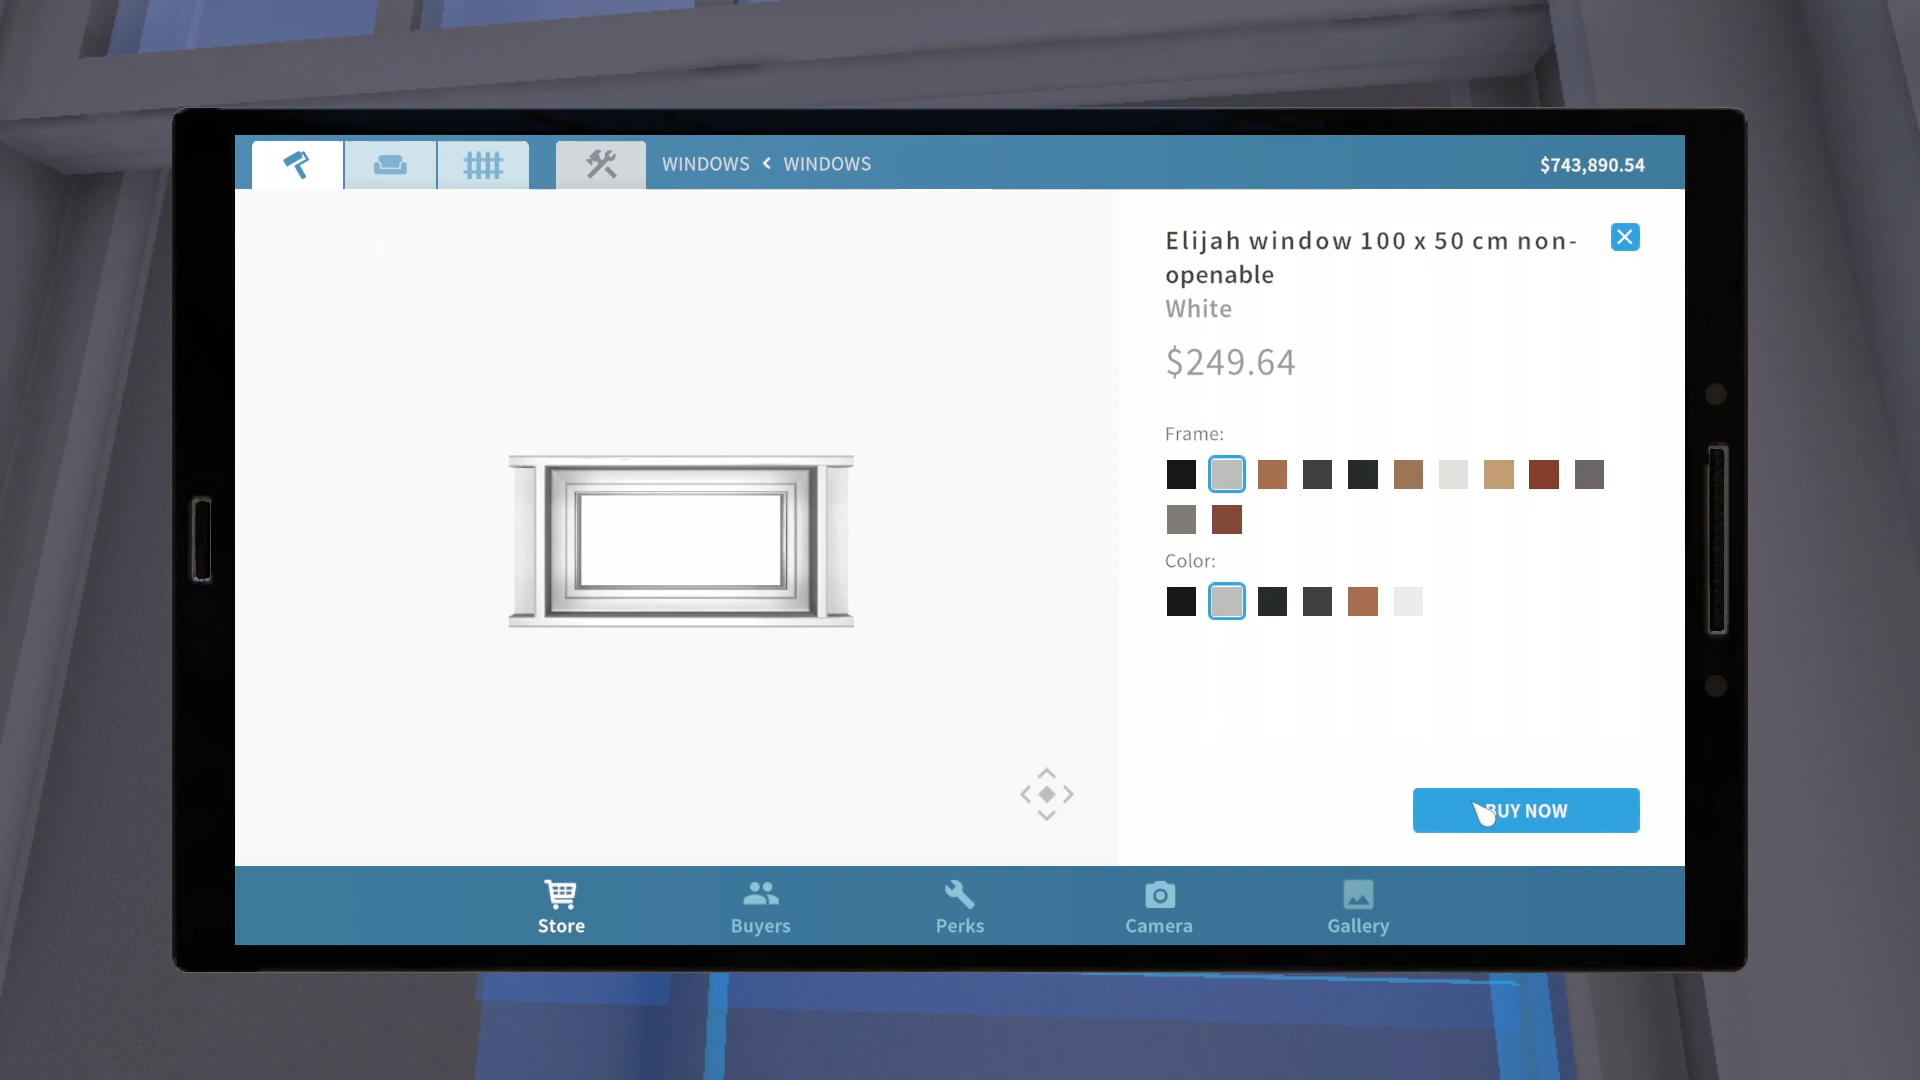 WINDOWS < WINDOWS
$743,890.54
Elijah window 100 x 50 cm non-
openable
White
$249.64
Frame:
Color:
BUY NOW
Store
Buyers
Perks
Camera
Gallery